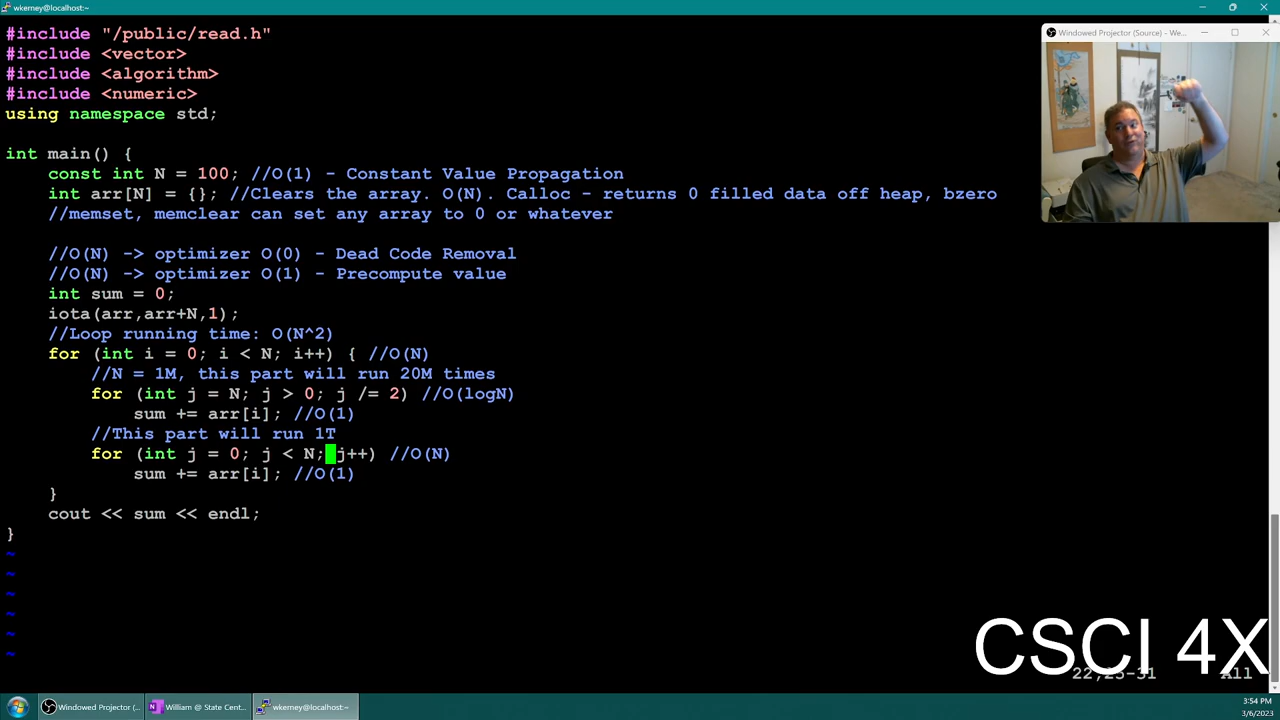 wkerney@localhost:~
#include "/public/read.h"
#include <vector>
#include <algorithm>
#include <numeric>
using namespace std;
int main() {
const int N = 100; //O(1) - Constant Value Propagation
int arr[N] = {}; //Clears the array. O(N). Calloc - returns 0 filled data off heap, bzero
//memset, memclear can set any array to 0 or whatever
//O(N) -> optimizer O(0) - Dead Code Removal
//O(N) -> optimizer O(1) - Precompute value
int sum = 0;
iota(arr,arr+N,1);
//Loop running time: O(N^2)
for (int i = 0; i < N; i++) { //O(N)
//N = 1M, this part will run 20M times
for (int j = N; j > 0; j /= 2) //O(logN)
sum += arr[i]; //O(1)
//This part will run 1T
for (int j = 0; j < N; j++) //O(N)
sum += arr[i]; //O(1)
}
cout << sum << endl;
}
~
~
~
~
~
~
Windowed Projector (Source) - We...
CSCI 4X
22,25-31 All
Windowed Projector (...
William @ State Cent...
wkerney@localhost:~
3:54 PM
3/6/2023